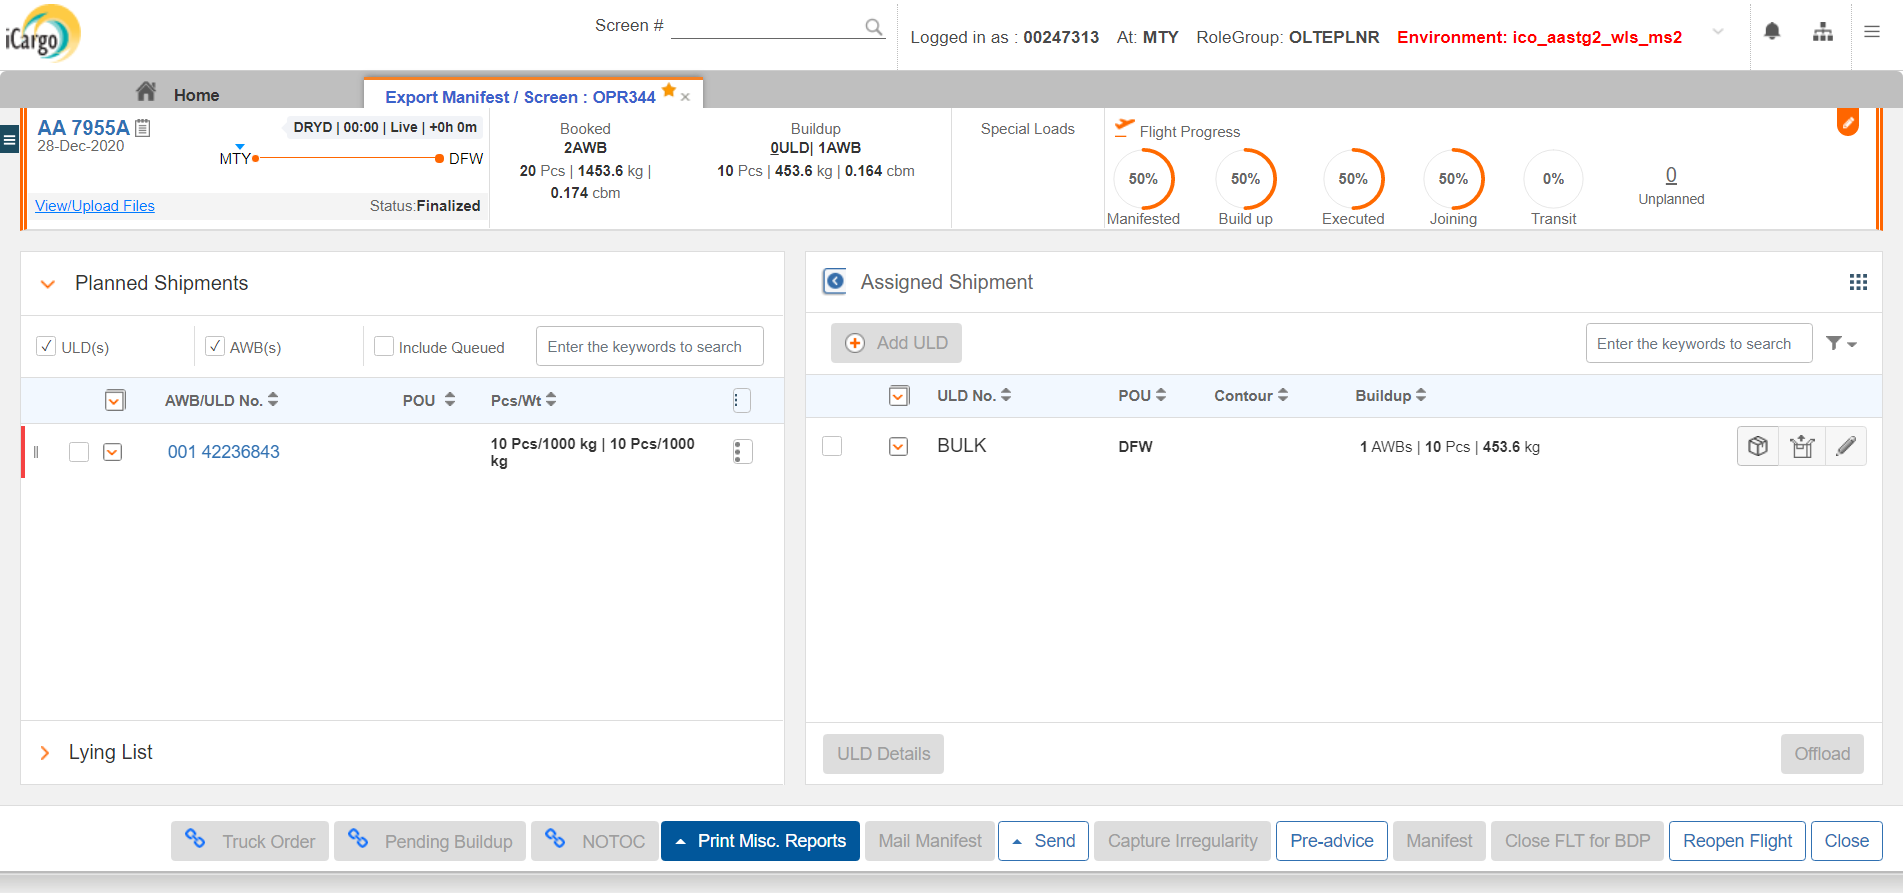 iCargo
Screen #
Logged in as : 00247313 At: MTY RoleGroup: OLTEPLNR Environment: ico_aastg2_wls_ms2
Home
Export Manifest / Screen : OPR344
AA 7955A
28-Dec-2020
DRYD | 00:00 | Live | +0h 0m
MTY DFW
View/Upload Files
Status:Finalized
Booked
2AWB
20 Pcs | 1453.6 kg |
0.174 cbm
Buildup
0ULD| 1AWB
10 Pcs | 453.6 kg | 0.164 cbm
Special Loads
Flight Progress
50% 50% 50% 50% 0% 0
Manifested Build up Executed Joining Transit Unplanned
Planned Shipments
ULD(s) AWB(s) Include Queued Enter the keywords to search
AWB/ULD No. POU Pcs/Wt
001 42236843
10 Pcs/1000 kg | 10 Pcs/1000
kg
Lying List
Assigned Shipment
Add ULD Enter the keywords to search
ULD No. POU Contour Buildup
BULK DFW 1 AWBs | 10 Pcs | 453.6 kg
ULD Details Offload
Truck Order Pending Buildup NOTOC Print Misc. Reports Mail Manifest Send Capture Irregularity Pre-advice Manifest Close FLT for BDP Reopen Flight Close